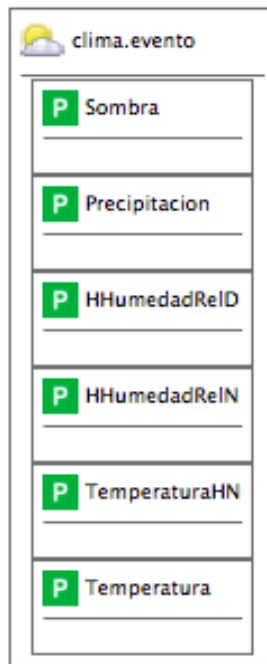 clima.evento
P Sombra
P Precipitacion
P HHumedadRelD
P HHumedadRelN
P TemperaturaHN
P Temperatura